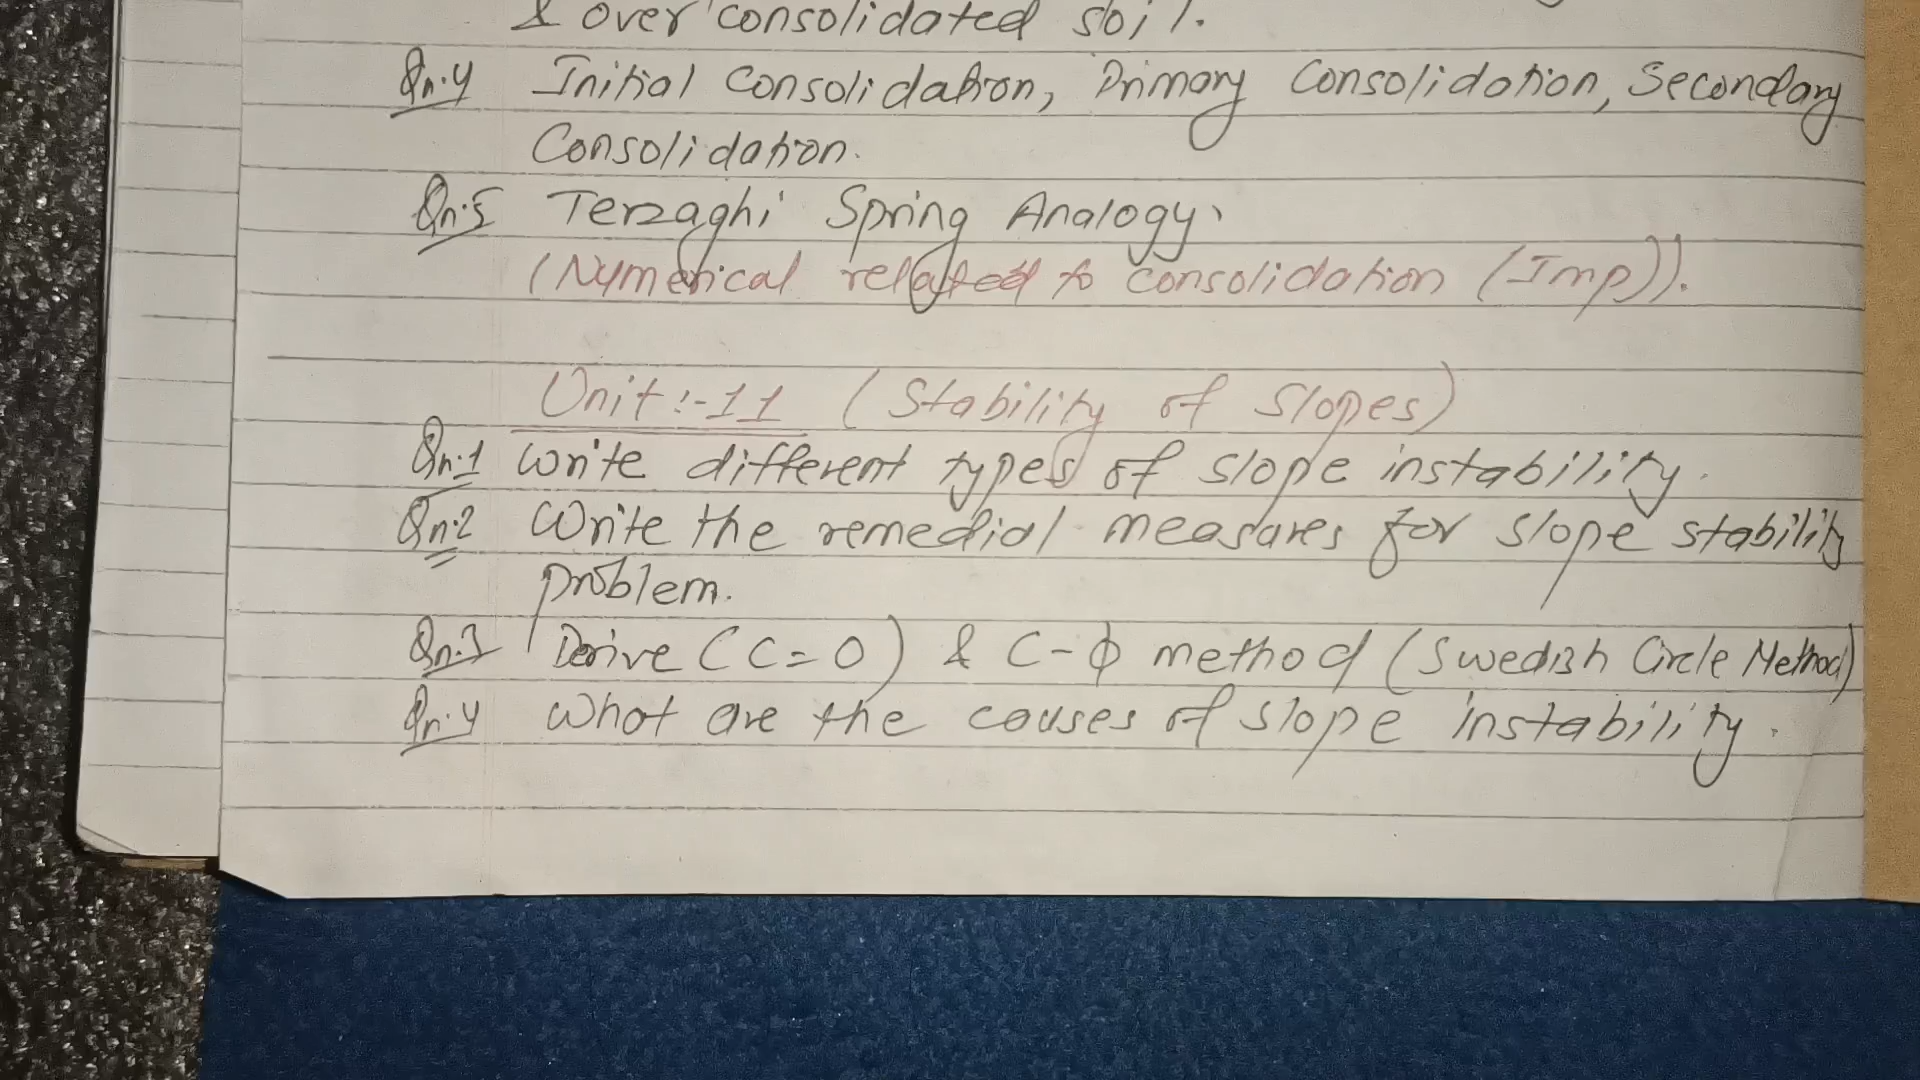 & over consolidated soil.
Qn.4 Initial Consolidation, Primary Consolidation, Secondary
Consolidation.
Qn.5 Terzaghi Spring Analogy.
(Numerical related to consolidation (Imp)).
Unit:-11 (Stability of Slopes)
Qn.1 Write different types of slope instability.
Qn.2 Write the remedial measures for slope stability
problem.
Qn.3 Derive (C=0) & C-φ method (Swedish Circle Method)
Qn.4 What are the causes of slope instability.